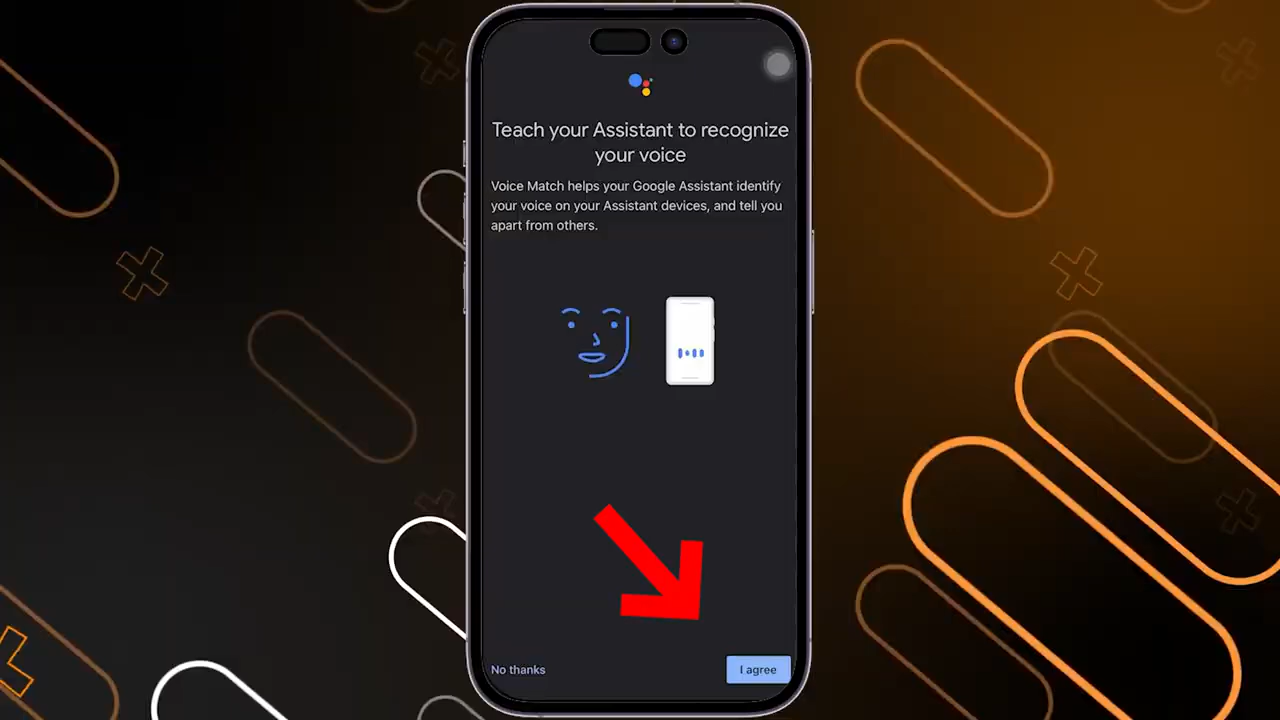 Teach your Assistant to recognize
your voice
Voice Match helps your Google Assistant identify
your voice on your Assistant devices, and tell you
apart from others.
No thanks
I agree